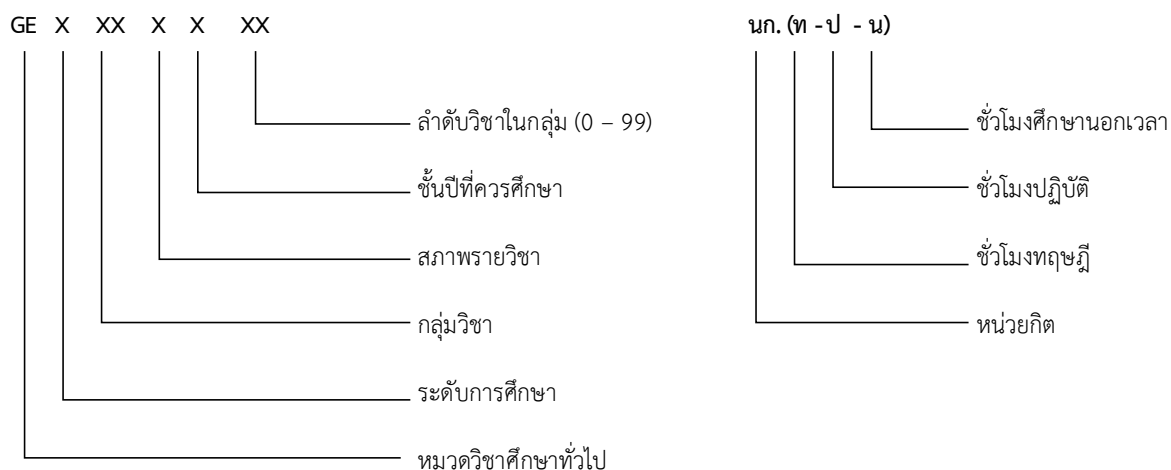 GE X XX X X XX
นก. (ท - ป - น)
ลำดับวิชาในกลุ่ม (0 – 99)
ชั้นปีที่ควรศึกษา
สภาพรายวิชา
กลุ่มวิชา
ระดับการศึกษา
หมวดวิชาศึกษาทั่วไป
ชั่วโมงศึกษานอกเวลา
ชั่วโมงปฏิบัติ
ชั่วโมงทฤษฎี
หน่วยกิต